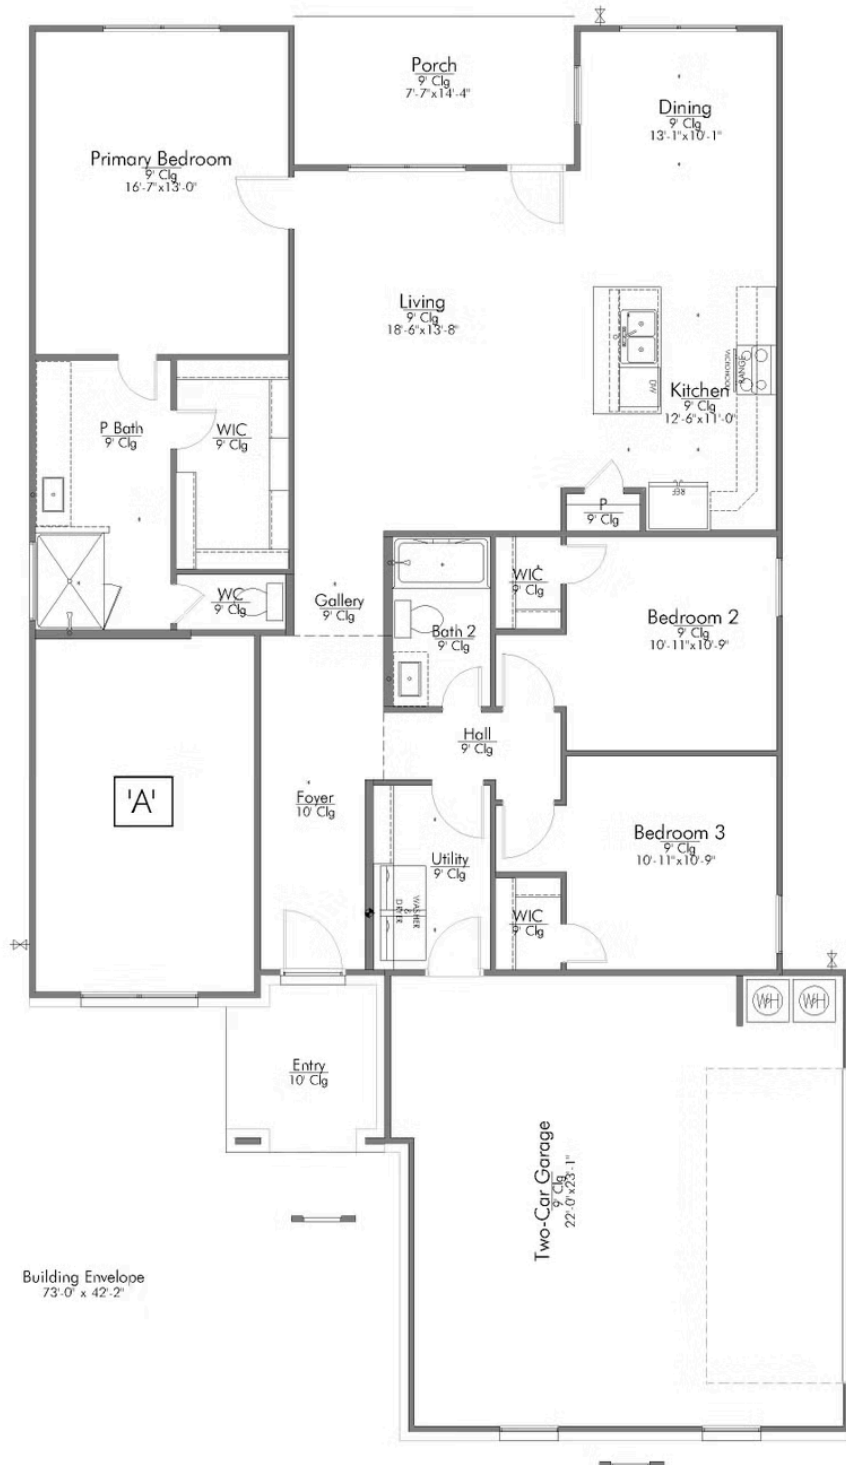 Porch
9' Clg
7'-7"x14'-4"
Dining
9' Clg
13'-1"x10'-1"
Primary Bedroom
9' Clg
16'-7"x13'-0"
Living
9' Clg
18'-6"x13'-8"
DW
MICROHOOD
RANGE
Kitchen
9' Clg
12'-6"x11'-0"
P Bath
9' Clg
WIC
9' Clg
REF
P
9' Clg
WC
9' Clg
Gallery
9' Clg
WIC
9' Clg
Bath 2
9' Clg
Bedroom 2
9' Clg
10'-11"x10'-9"
Hall
9' Clg
'A'
Foyer
10' Clg
Utility
9' Clg
WASHER
&
DRYER
Bedroom 3
9' Clg
10'-11"x10'-9"
WIC
9' Clg
WH
WH
Entry
10' Clg
Two-Car Garage
9' Clg
22'-0"x23'-1"
Building Envelope
73'-0" x 42'-2"